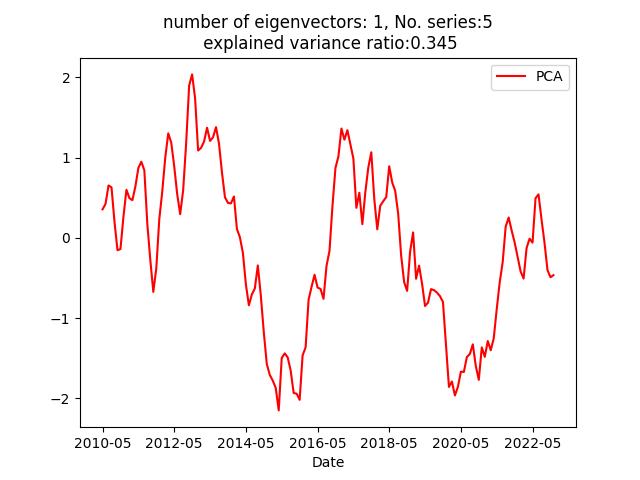 number of eigenvectors: 1, No. series:5
explained variance ratio:0.345
PCA
2
1
0
−1
−2
2010-05 2012-05 2014-05 2016-05 2018-05 2020-05 2022-05
Date